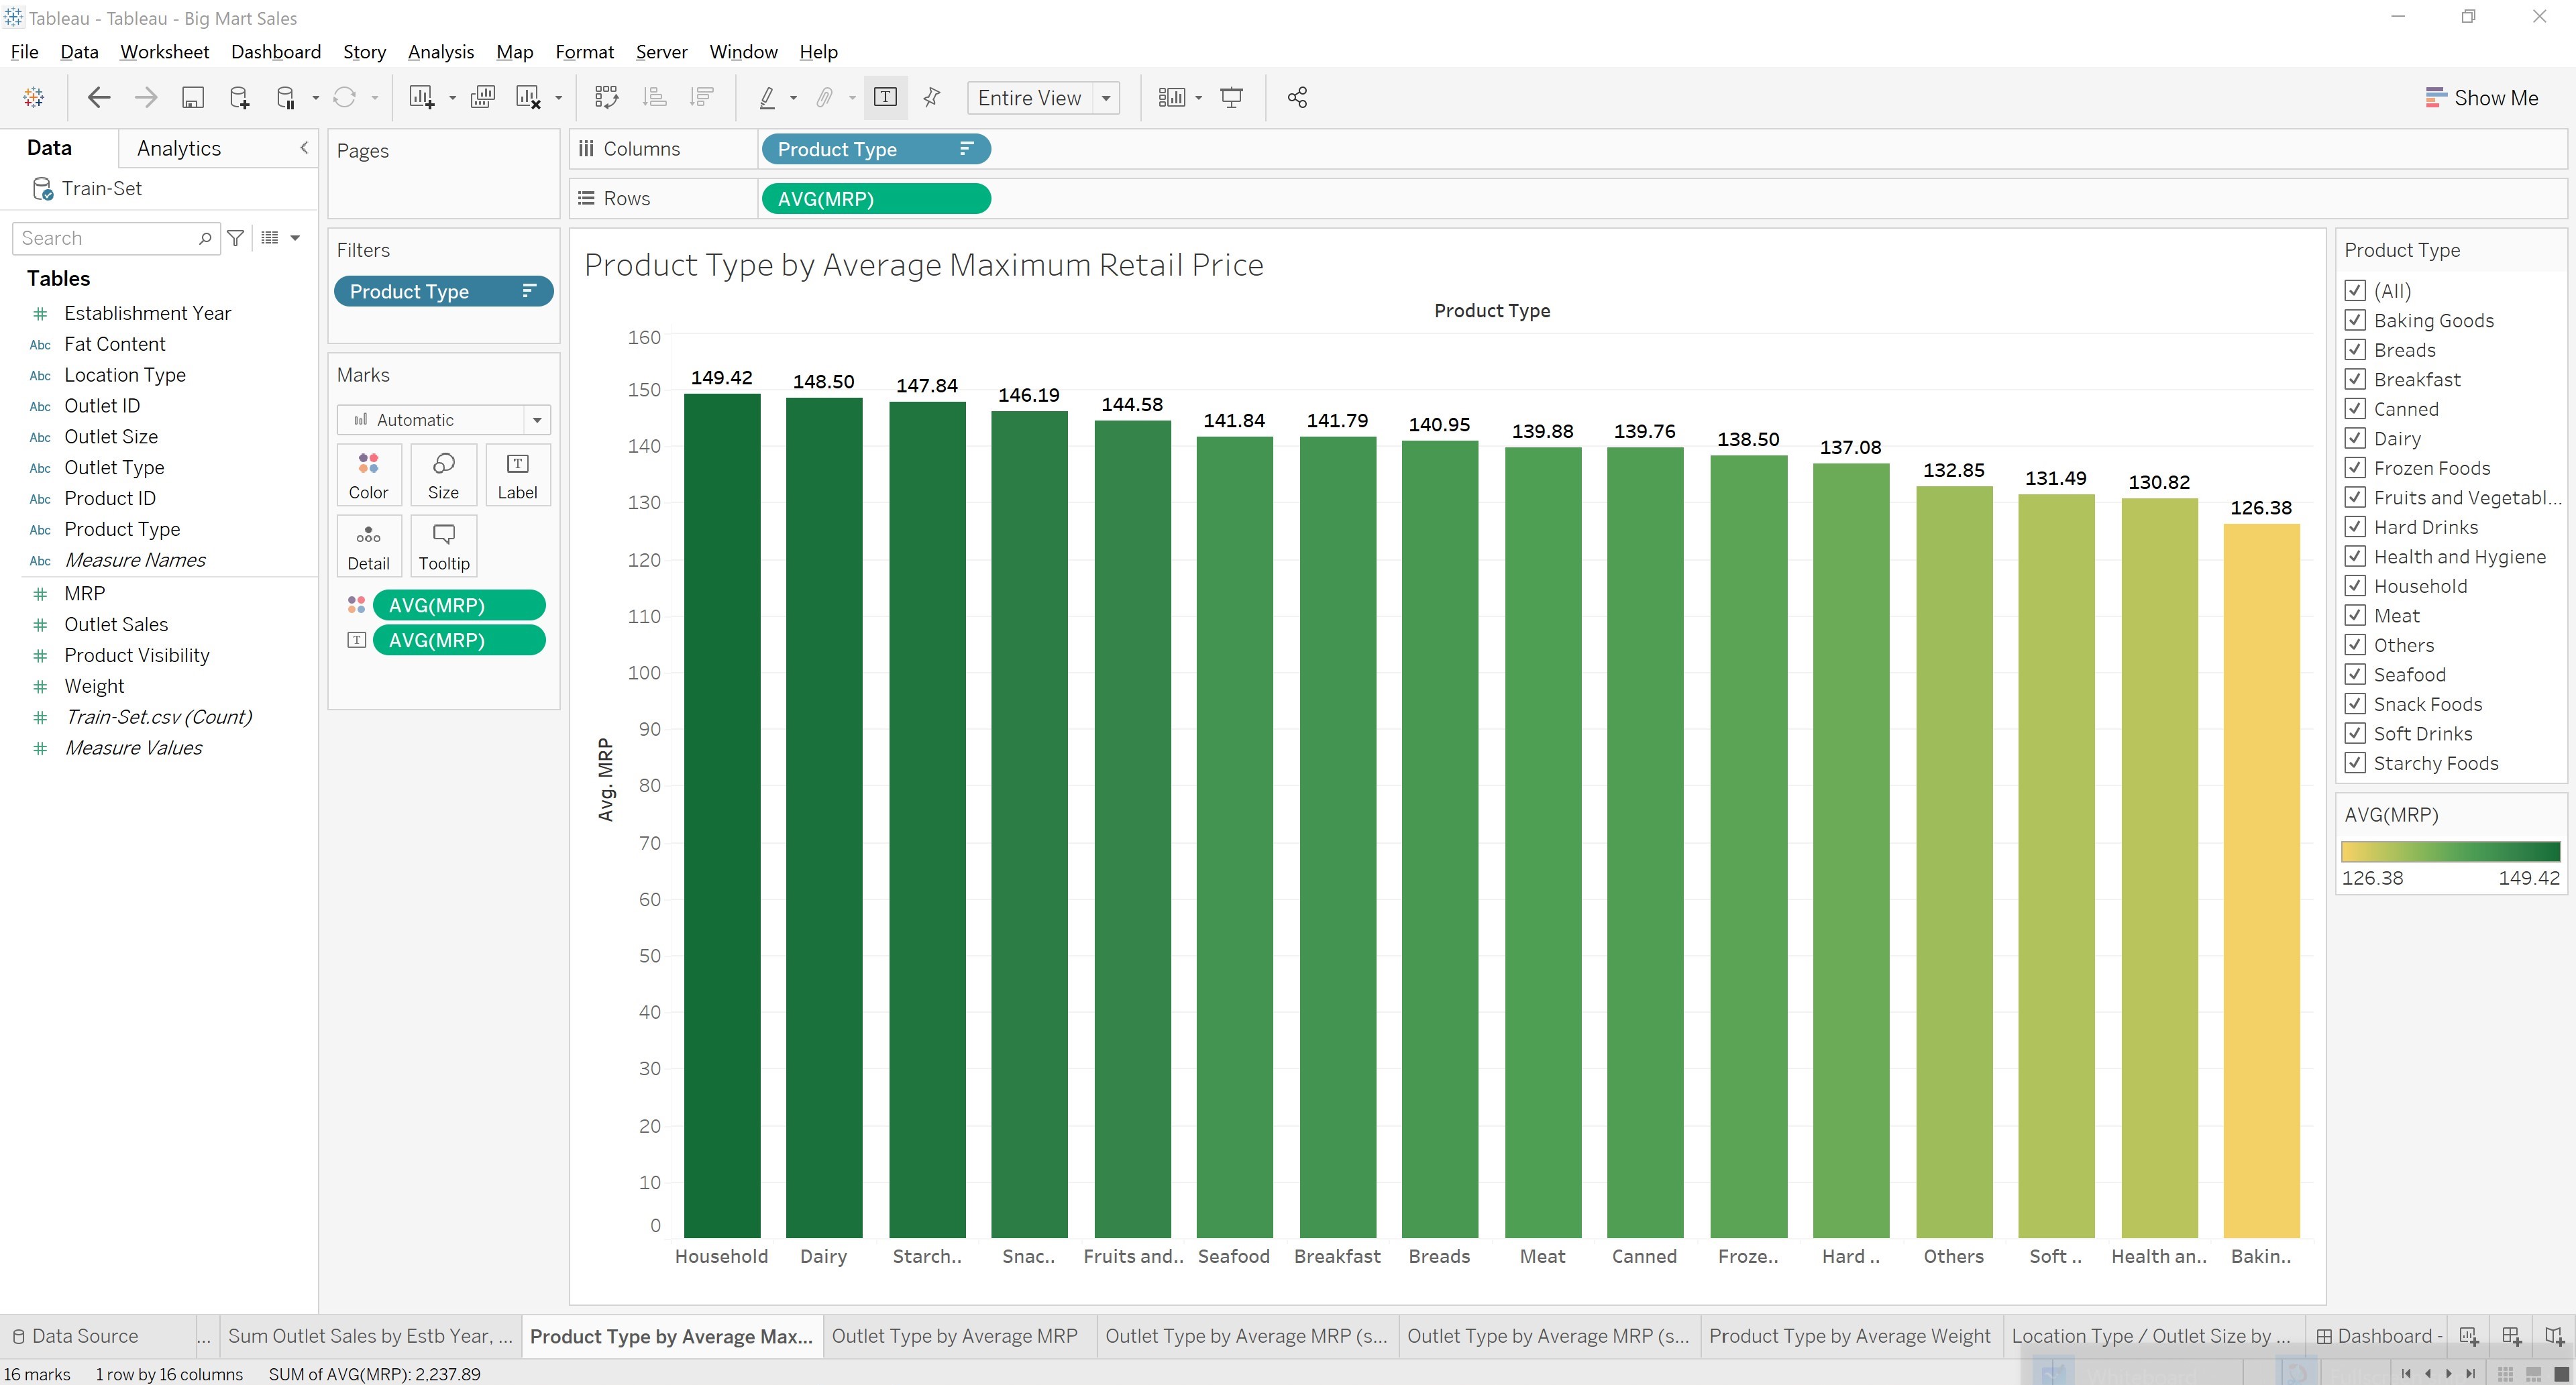 Tableau - Tableau - Big Mart Sales
File Data Worksheet Dashboard Story Analysis Map Format Server Window Help
Entire View
Show Me
Data Analytics
Train-Set
Search
Tables
Establishment Year
Abc Fat Content
Abc Location Type
Abc Outlet ID
Abc Outlet Size
Abc Outlet Type
Abc Product ID
Abc Product Type
Abc Measure Names
MRP
Outlet Sales
Product Visibility
Weight
Train-Set.csv (Count)
Measure Values
Pages
Filters
Product Type
Marks
Automatic
Color Size Label
Detail Tooltip
AVG(MRP)
AVG(MRP)
Columns Product Type
Rows AVG(MRP)
Product Type by Average Maximum Retail Price
Product Type
Avg. MRP
160
150
140
130
120
110
100
90
80
70
60
50
40
30
20
10
0
149.42 148.50 147.84 146.19 144.58 141.84 141.79 140.95 139.88 139.76 138.50 137.08 132.85 131.49 130.82 126.38
Household Dairy Starch.. Snac.. Fruits and.. Seafood Breakfast Breads Meat Canned Froze.. Hard .. Others Soft .. Health an.. Bakin..
Product Type
(All)
Baking Goods
Breads
Breakfast
Canned
Dairy
Frozen Foods
Fruits and Vegetabl...
Hard Drinks
Health and Hygiene
Household
Meat
Others
Seafood
Snack Foods
Soft Drinks
Starchy Foods
AVG(MRP)
126.38 149.42
Data Source ... Sum Outlet Sales by Estb Year, ... Product Type by Average Max... Outlet Type by Average MRP Outlet Type by Average MRP (s... Outlet Type by Average MRP (s... Product Type by Average Weight Location Type / Outlet Size by ... Dashboard -
16 marks 1 row by 16 columns SUM of AVG(MRP): 2,237.89